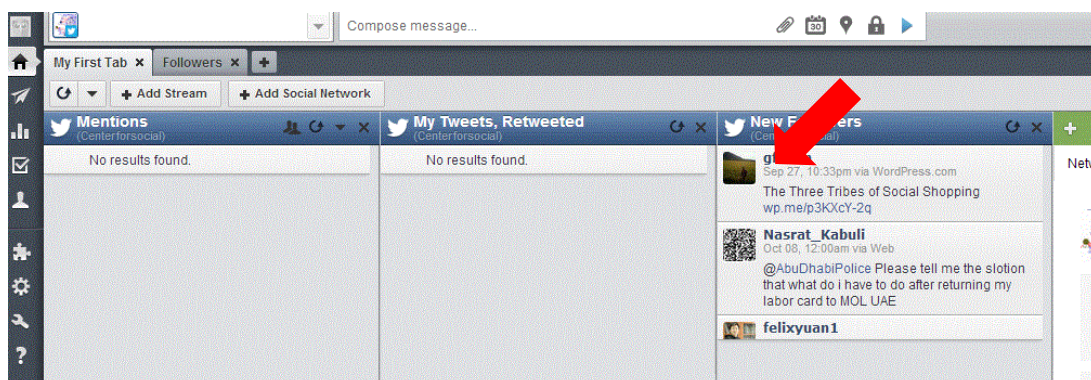 Compose message...
30
My First Tab
Followers
Add Stream
Add Social Network
Mentions
(Centerforsocial)
No results found.
My Tweets, Retweeted
(Centerforsocial)
No results found.
New
Sep 27, 10:33pm via WordPress.com
The Three Tribes of Social Shopping
wp.me/p3KXcY-2q
Nasrat_Kabuli
Oct 08, 12:00am via Web
@AbuDhabiPolice Please tell me the slotion
that what do i have to do after returning my
labor card to MOL UAE
felixyuan1